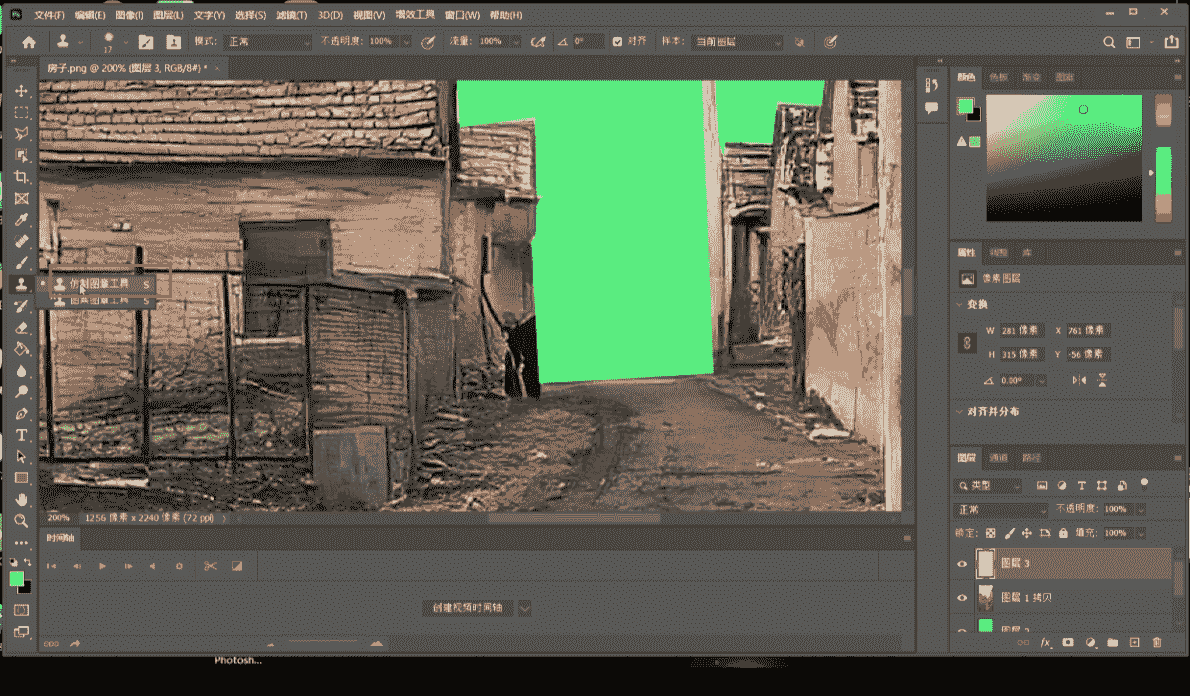 文件(F) 编辑(E) 图像(I) 图层(L) 文字(Y) 选择(S) 滤镜(T) 3D(D) 视图(V) 增效工具 窗口(W) 帮助(H)
17 模式: 正常 不透明度: 100% 流量: 100% 0° 对齐 样本: 当前图层
房子.png @ 200% (图层 3, RGB/8#) *
颜色 色板 渐变 图案
仿制图章工具 S
图案图章工具 S
属性 调整 库
像素图层
变换
W 281 像素 X 761 像素
H 315 像素 Y -56 像素
0.00°
对齐并分布
图层 通道 路径
类型
正常 不透明度: 100%
锁定: 填充: 100%
图层 3
图层 1 拷贝
图层 2
200% 1256 像素 x 2240 像素 (72 ppi)
时间轴
创建视频时间轴
Photosh...